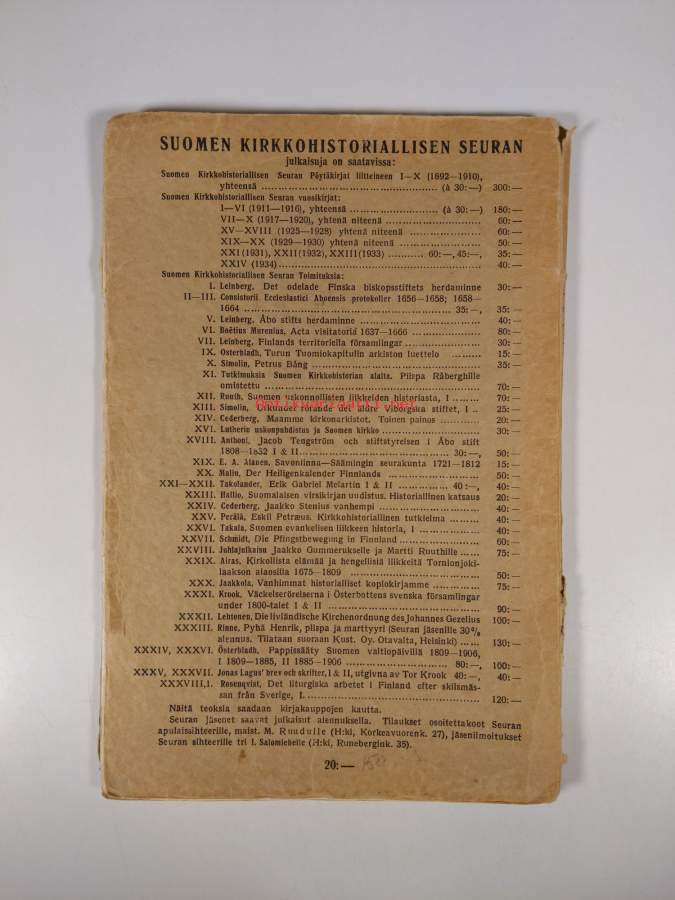 SUOMEN KIRKKOHISTORIALLISEN SEURAN
julkaisuja on saatavissa:
Suomen Kirkkohistoriallisen Seuran Pöytäkirjat liitteineen I—X (1892—1910),
yhteensä ........ (à 30:—) 300:—
Suomen Kirkkohistoriallisen Seuran vuosikirjat:
I—VI (1911—1916), yhteensä ........ (à 30:—) 180:—
VII—X (1917—1920), yhtenä niteenä ........ 60:—
XV—XVIII (1925—1928) yhtenä niteenä ........ 60:—
XIX—XX (1929—1930) yhtenä niteenä ........ 50:—
XXI (1931), XXII (1932), XXIII (1933) ........ 60:—, 45:—, 35:—
XXIV (1934) ........ 40:—
Suomen Kirkkohistoriallisen Seuran Toimituksia:
I. Leinberg, Det odelade Finska biskopsstiftets herdaminne 30:—
II—III. Consistorii Ecclesiastici Aboensis protokoller 1656—1658; 1658—
1664 ........ 35:—, 35:—
V. Leinberg, Åbo stifts herdaminne ........ 40:—
VI. Boëtius Murenius, Acta visitatoria 1637—1666 ........ 80:—
VII. Leinberg, Finlands territoriella församlingar ........ 30:—
IX. Österbladh, Turun Tuomiokapitulin arkiston luettelo ........ 15:—
X. Simolin, Petrus Bång ........ 35:—
XI. Tutkimuksia Suomen Kirkkohistorian alalta. Piispa Råberghille
omistettu ........ 70:—
XII. Ruuth, Suomen uskonnollisten liikkeiden historiasta, I ........ 70:—
XIII. Simolin, Urkunder rörande det äldre Viborgska stiftet, I .. 25:—
XIV. Cederberg, Maamme kirkonarkistot. Toinen painos ........ 20:—
XVI. Lutherin uskonpuhdistus ja Suomen kirkko ........ 30:—
XVIII. Anthoni, Jacob Tengström och stiftstyrelsen i Åbo stift
1808—1832 I & II ........ 30:—, 50:—
XIX. E. A. Alanen, Savonlinna—Säämingin seurakunta 1721—1812 15:—
XX. Malin, Der Heiligenkalender Finnlands ........ 50:—
XXI—XXII. Takolander, Erik Gabriel Melartin I & II ........ 40:—, 40:—
XXIII. Hallio, Suomalaisen virsikirjan uudistus. Historiallinen katsaus 20:—
XXIV. Cederberg, Jaakko Stenius vanhempi ........ 40:—
XXV. Perälä, Eskil Petræus. Kirkkohistoriallinen tutkielma ........ 40:—
XXVI. Takala, Suomen evankelisen liikkeen historia, I ........ 40:—
XXVII. Schmidt, Die Pfingstbewegung in Finnland ........ 60:—
XXVIII. Juhlajulkaisu Jaakko Gummerukselle ja Martti Ruuthille ...... 75:—
XXIX. Airas, Kirkollista elämää ja hengellisiä liikkeitä Tornionjoki-
laakson alaosilla 1675—1809 ........ 50:—
XXX. Jaakkola, Vanhimmat historialliset kopiokirjamme ........ 75:—
XXXI. Krook, Väckelserörelserna i Österbottens svenska församlingar
under 1800-talet I & II ........ 90:—
XXXII. Lehtonen, Die livländische Kirchenordnung des Johannes Gezelius 100:—
XXXIII. Rinne, Pyhä Henrik, piispa ja marttyyri (Seuran jäsenille 30%
alennus. Tilataan suoraan Kust. Oy. Otavalta, Helsinki) ...... 130:—
XXXIV, XXXVI. Österbladh, Pappissääty Suomen valtiopäivillä 1809—1906,
I 1809—1885, II 1885—1906 ........ 80:—, 100:—
XXXV, XXXVII. Jonas Lagus' brev och skrifter, I & II, utgivna av Tor Krook 40:—, 40:—
XXXVIII,1. Rosenqvist, Det liturgiska arbetet i Finland efter skilsmäs-
san från Sverige, I. ........ 120:—
Näitä teoksia saadaan kirjakauppojen kautta.
Seuran jäsenet saavat julkaisut alennuksella. Tilaukset osoitettakoot Seuran
apulaissihteerille, maist. M. Ruudulle (H:ki, Korkeavuorenk. 27), jäsenilmoitukset
Seuran sihteerille tri I. Salomiehelle (H:ki, Runebergink. 35).
20:—